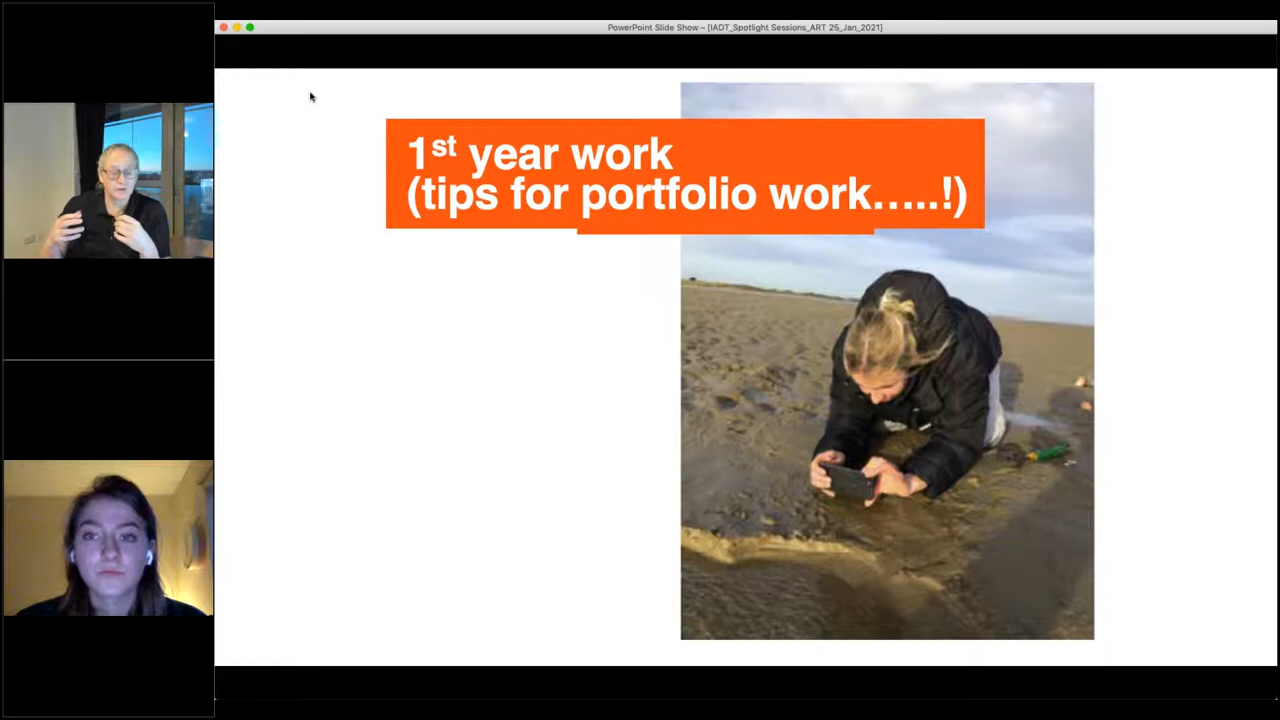 PowerPoint Slide Show – [IADT_Spotlight Sessions_ART 25_Jan_2021]
1st year work
(tips for portfolio work…..!)